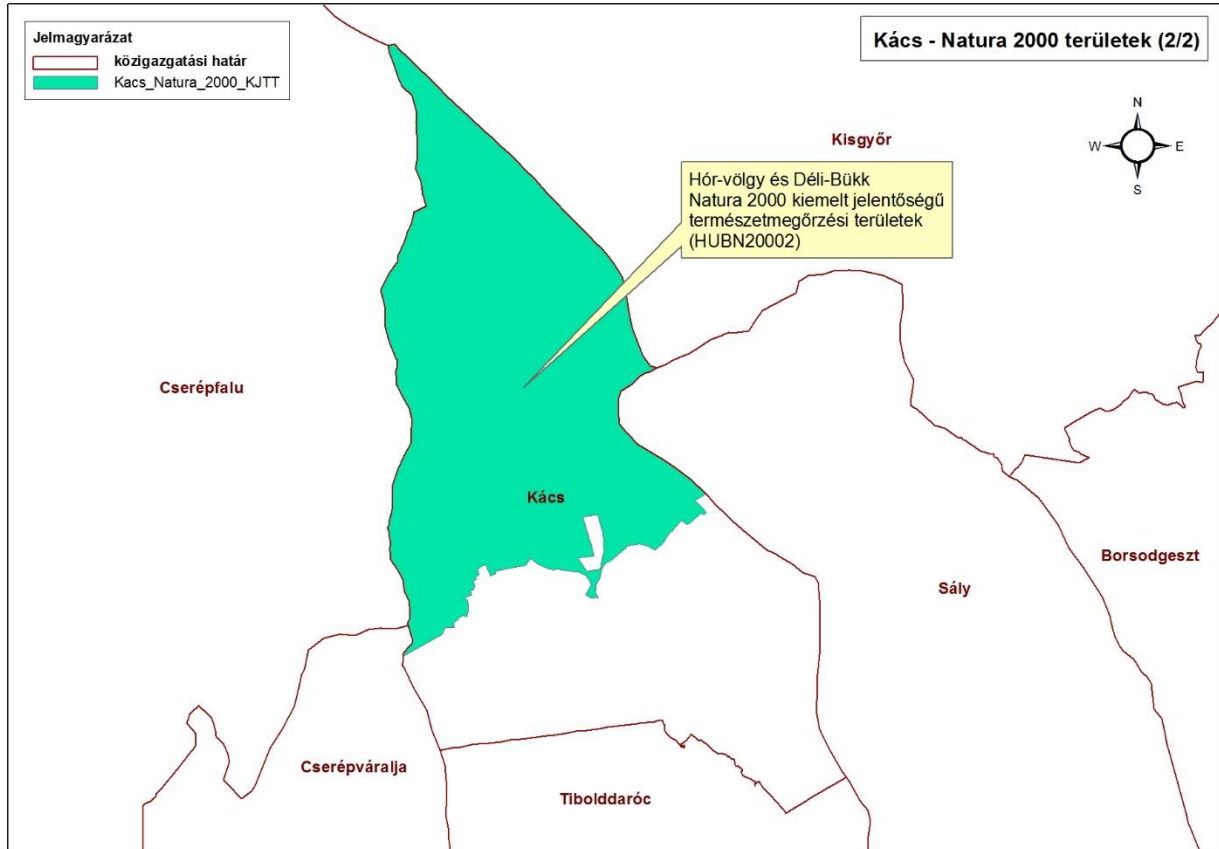 Jelmagyarázat
közigazgatási határ
Kacs_Natura_2000_KJTT
Kács - Natura 2000 területek (2/2)
N
W
E
S
Kisgyőr
Hór-völgy és Déli-Bükk
Natura 2000 kiemelt jelentőségű
természetmegőrzési területek
(HUBN20002)
Cserépfalu
Kács
Borsodgeszt
Sály
Cserépváralja
Tibolddaróc